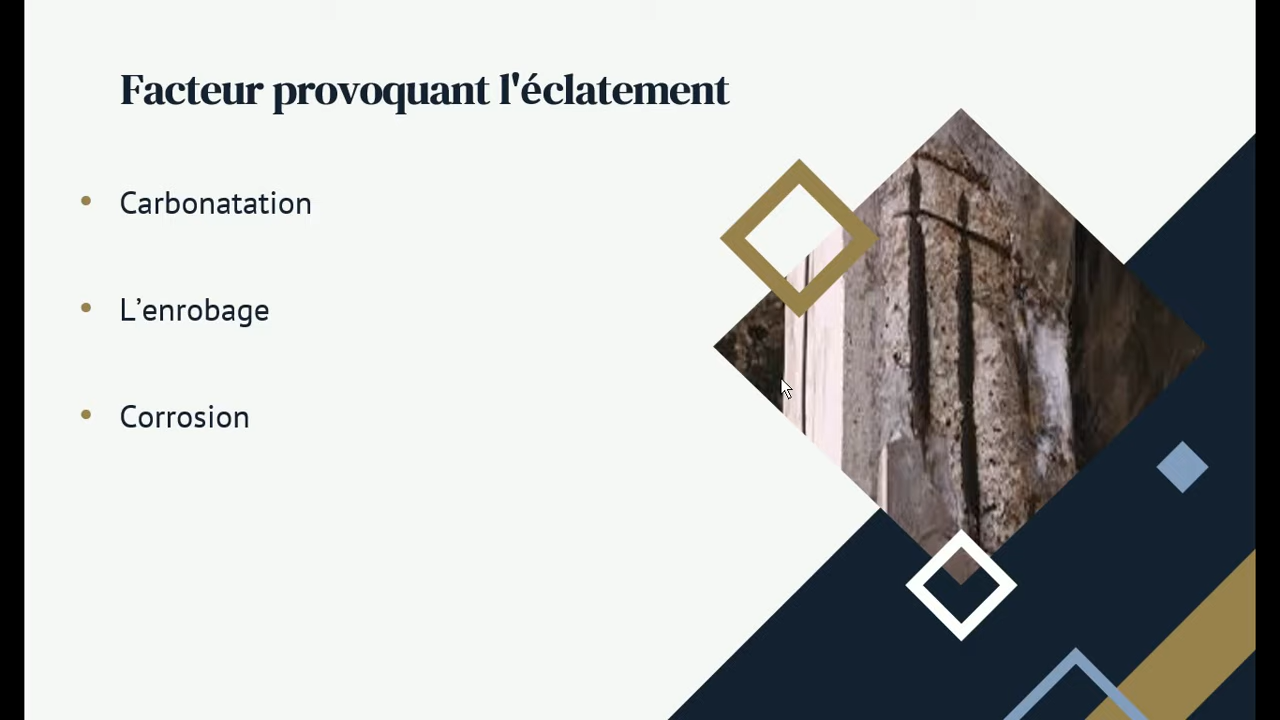 Facteur provoquant l'éclatement
Carbonatation
L’enrobage
Corrosion